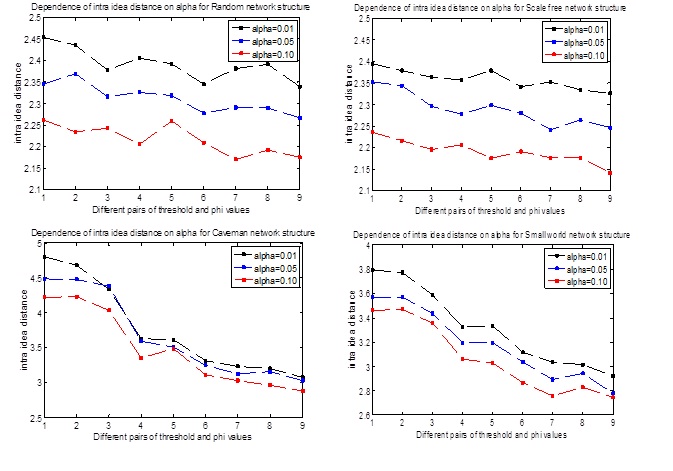 Dependence of intra idea distance on alpha for Random network structure
2.5
2.45
2.4
2.35
2.3
2.25
2.2
2.15
2.1
intra idea distance
alpha=0.01
alpha=0.05
alpha=0.10
1 2 3 4 5 6 7 8 9
Different pairs of threshold and phi values
Dependence of intra idea distance on alpha for Scale free network structure
2.5
2.45
2.4
2.35
2.3
2.25
2.2
2.15
2.1
intra idea distance
alpha=0.01
alpha=0.05
alpha=0.10
1 2 3 4 5 6 7 8 9
Different pairs of threshold and phi values
Dependence of intra idea distance on alpha for Caveman network structure
5
4.5
4
3.5
3
2.5
intra idea distance
alpha=0.01
alpha=0.05
alpha=0.10
1 2 3 4 5 6 7 8 9
Different pairs of threshold and phi values
Dependence of intra idea distance on alpha for Small world network structure
4
3.8
3.6
3.4
3.2
3
2.8
2.6
intra idea distance
alpha=0.01
alpha=0.05
alpha=0.10
1 2 3 4 5 6 7 8 9
Different pairs of threshold and phi values